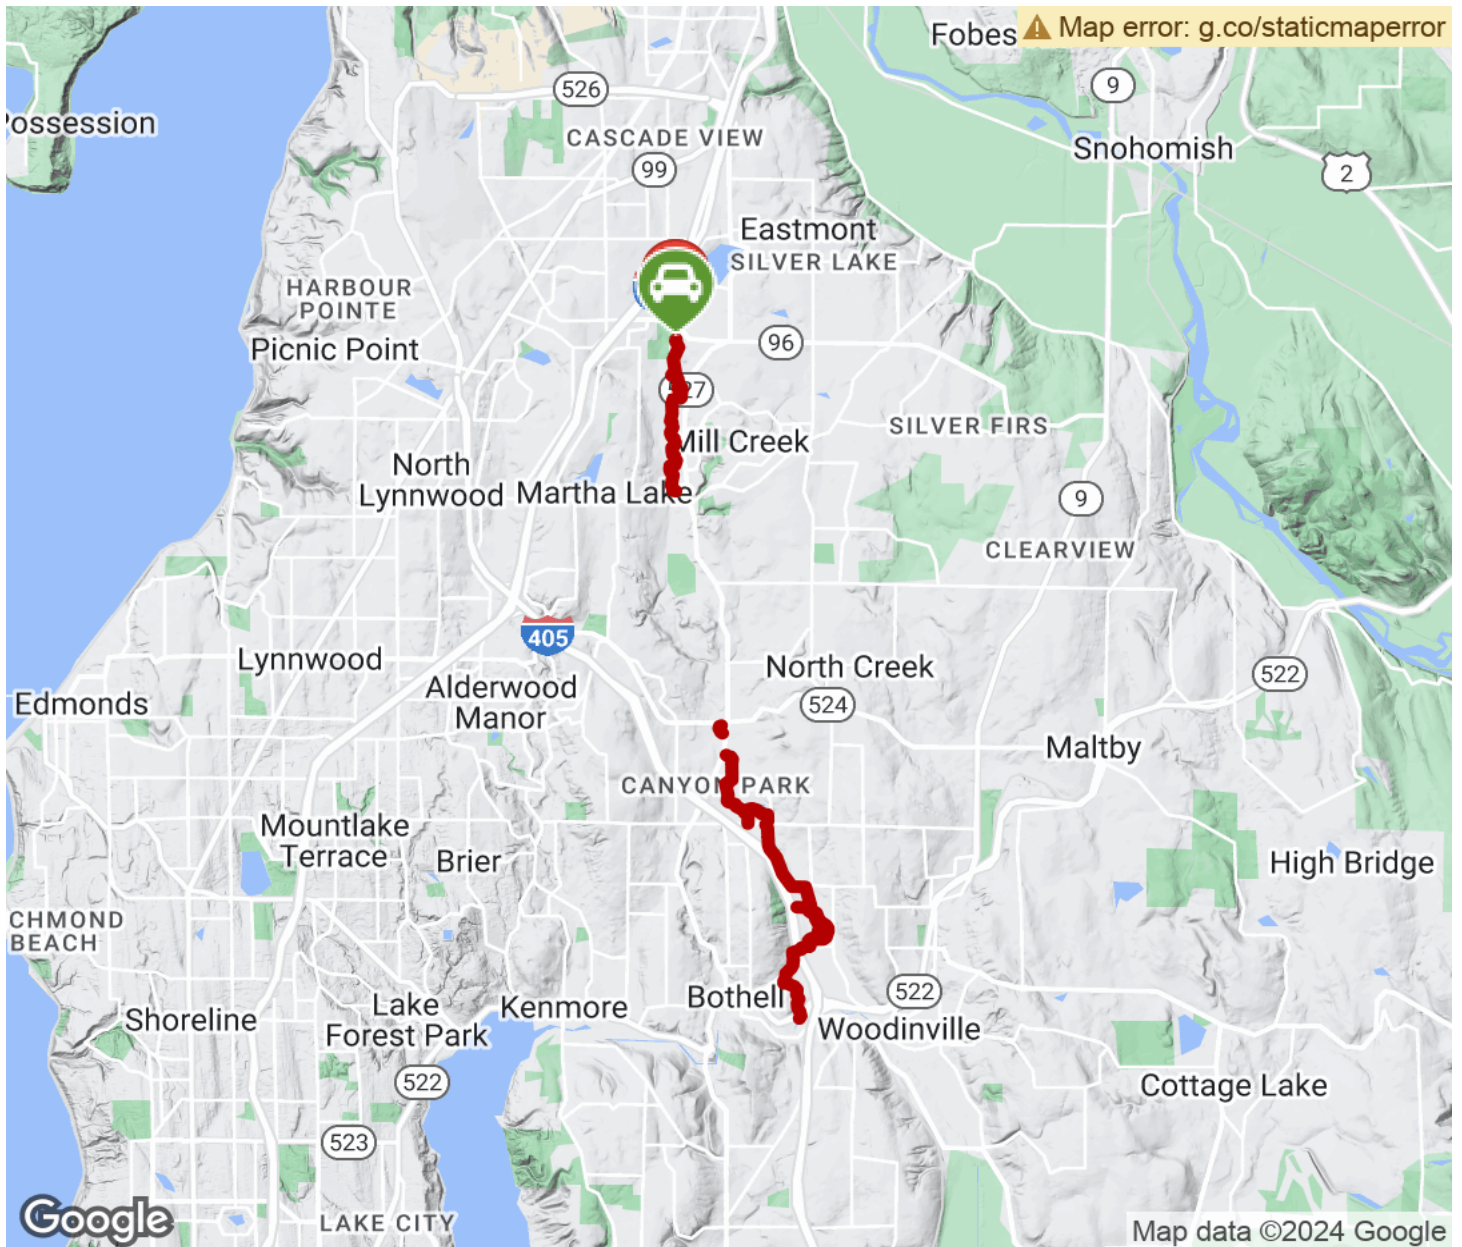 Fobes
Map error: g.co/staticmaperror
526
9
Possession
CASCADE VIEW
Snohomish
99
2
Eastmont
SILVER LAKE
HARBOUR
POINTE
Picnic Point
96
527
SILVER FIRS
Mill Creek
North
Lynnwood
Martha Lake
9
CLEARVIEW
405
Lynnwood
North Creek
522
Alderwood
Manor
Edmonds
524
Maltby
CANYON PARK
Mountlake
Terrace
Brier
High Bridge
CHMOND
BEACH
522
Bothell
Kenmore
Lake
Forest Park
Shoreline
Woodinville
522
Cottage Lake
523
Google
LAKE CITY
Map data ©2024 Google